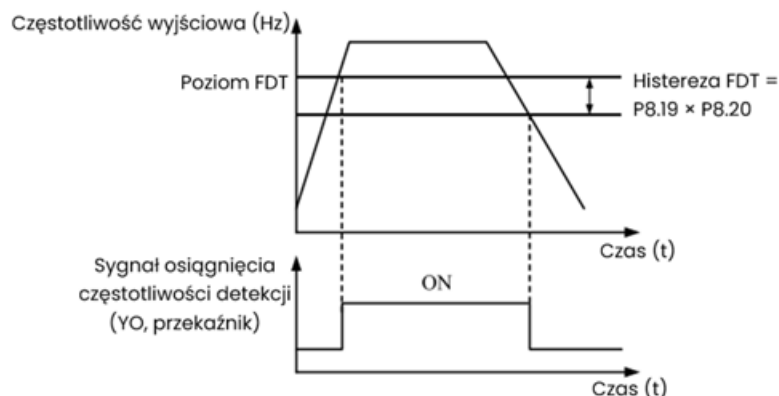 Częstotliwość wyjściowa (Hz)
Poziom FDT
Histereza FDT =
P8.19 × P8.20
Czas (t)
Sygnał osiągnięcia
częstotliwości detekcji
(YO, przekaźnik)
ON
Czas (t)